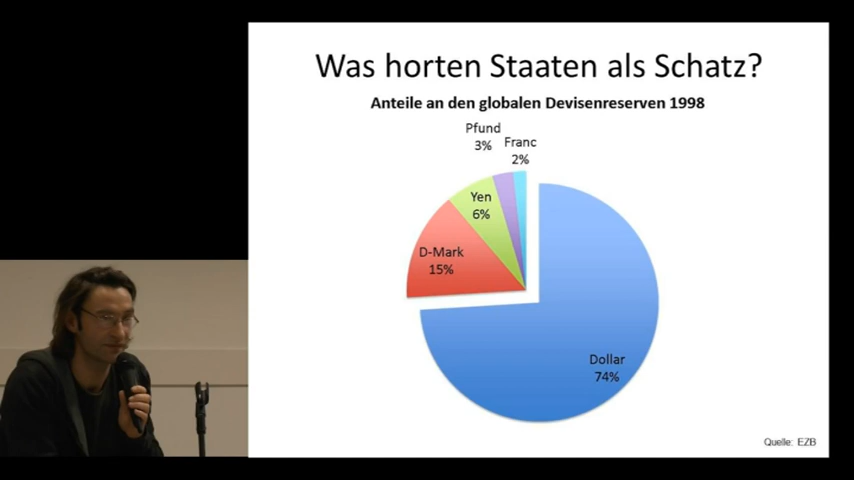 Was horten Staaten als Schatz?
Anteile an den globalen Devisenreserven 1998
Pfund
3%
Franc
2%
Yen
6%
D-Mark
15%
Dollar
74%
Quelle: EZB